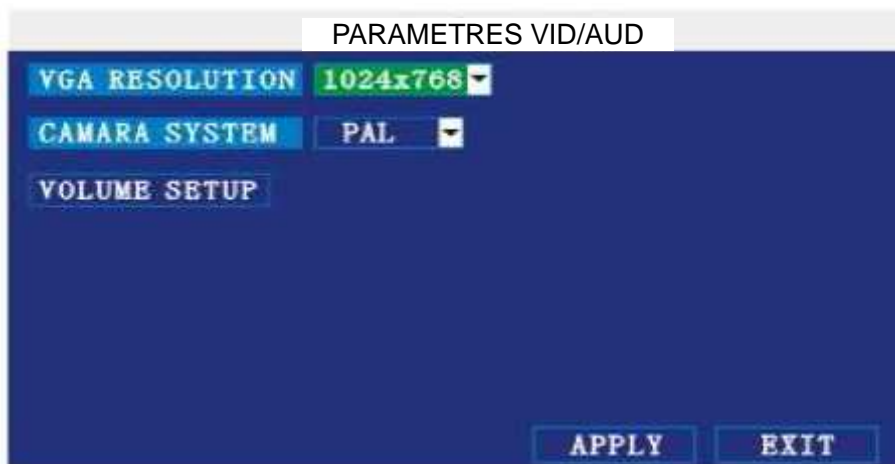 PARAMETRES VID/AUD
VGA RESOLUTION 1024x768
CAMARA SYSTEM PAL
VOLUME SETUP
APPLY EXIT